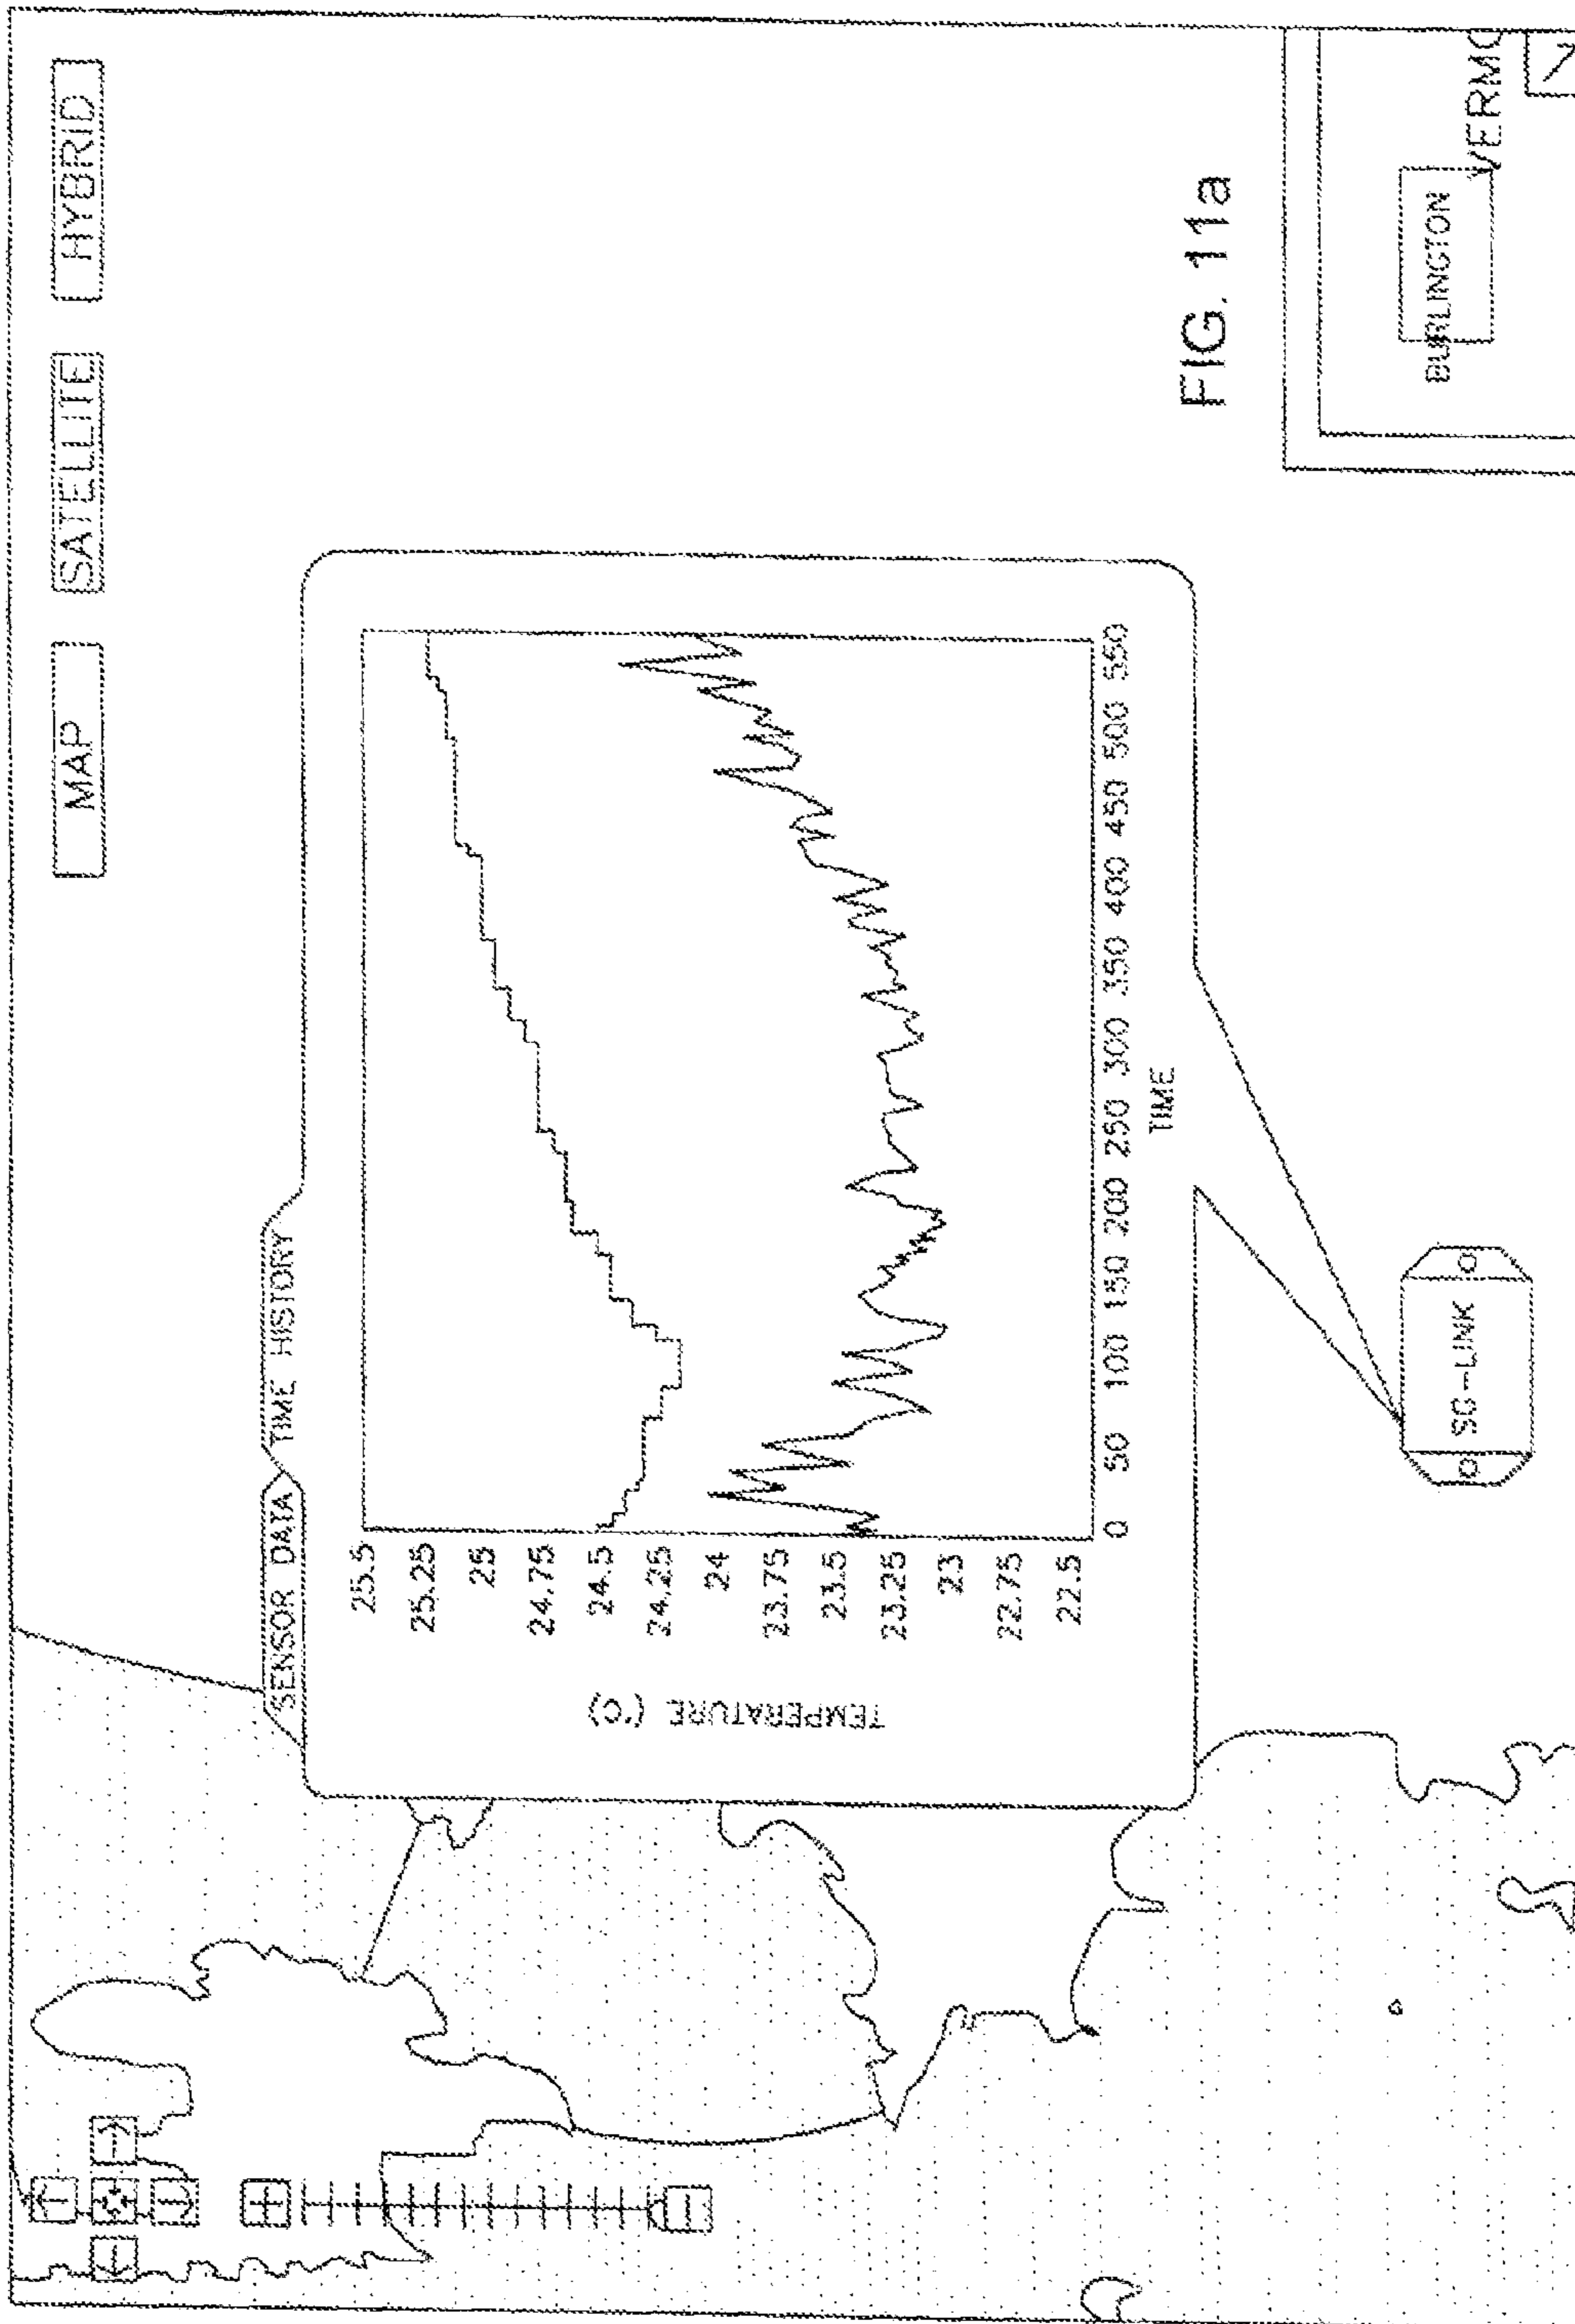 MAP
SATELLITE
HYBRID
SENSOR DATA
TIME HISTORY
25.5
25.25
25
24.75
24.5
24.25
24
23.75
23.5
23.25
23
22.75
22.5
TEMPERATURE (°C)
0 50 100 150 200 250 300 350 400 450 500 550
TIME
SG-LINK
FIG. 11a
BURLINGTON
VERMO